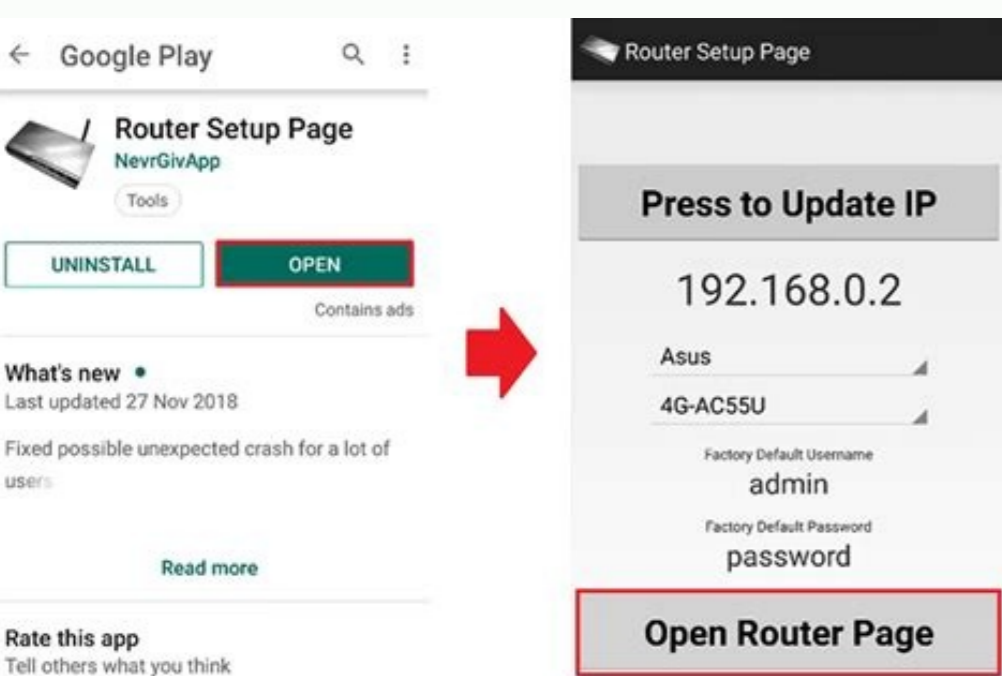 Google Play
Router Setup Page
NevrGivApp
Tools
UNINSTALL
OPEN
Contains ads
What's new
Last updated 27 Nov 2018
Fixed possible unexpected crash for a lot of
users
Read more
Rate this app
Tell others what you think
Router Setup Page
Press to Update IP
192.168.0.2
Asus
4G-AC55U
Factory Default Username
admin
Factory Default Password
password
Open Router Page